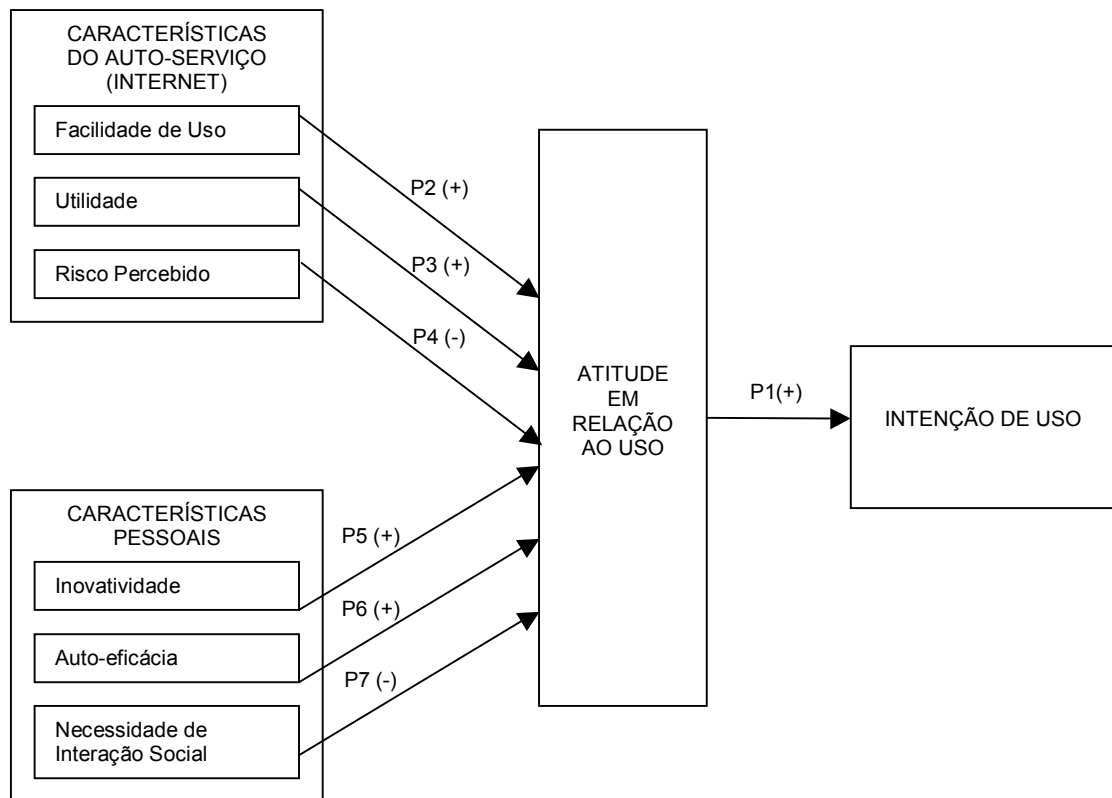 CARACTERÍSTICAS
DO AUTO-SERVIÇO
(INTERNET)
Facilidade de Uso
Utilidade
Risco Percebido
P2 (+)
P3 (+)
P4 (-)
ATITUDE
EM
RELAÇÃO
AO USO
P1(+)
INTENÇÃO DE USO
CARACTERÍSTICAS
PESSOAIS
Inovatividade
Auto-eficácia
Necessidade de
Interação Social
P5 (+)
P6 (+)
P7 (-)